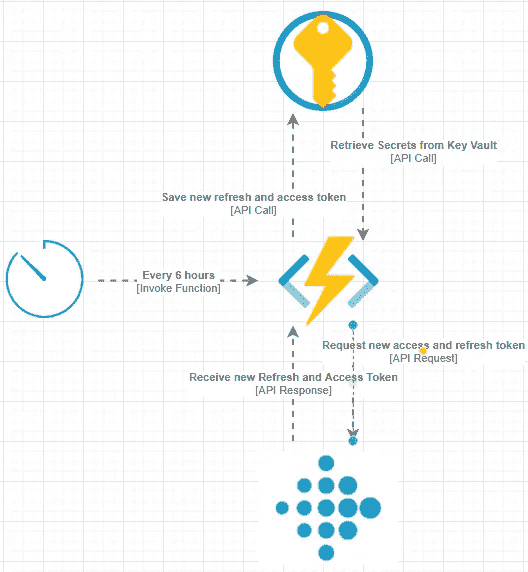 Retrieve Secrets from Key Vault
[API Call]
Save new refresh and access token
[API Call]
Every 6 hours
[Invoke Function]
Request new access and refresh token
[API Request]
Receive new Refresh and Access Token
[API Response]